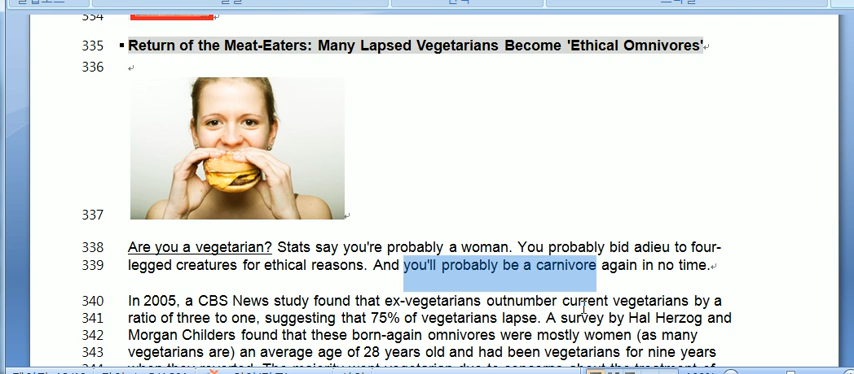 334
335 Return of the Meat-Eaters: Many Lapsed Vegetarians Become 'Ethical Omnivores'
336
337
338 Are you a vegetarian? Stats say you're probably a woman. You probably bid adieu to four-
339 legged creatures for ethical reasons. And you'll probably be a carnivore again in no time.
340 In 2005, a CBS News study found that ex-vegetarians outnumber current vegetarians by a
341 ratio of three to one, suggesting that 75% of vegetarians lapse. A survey by Hal Herzog and
342 Morgan Childers found that these born-again omnivores were mostly women (as many
343 vegetarians are) an average age of 28 years old and had been vegetarians for nine years